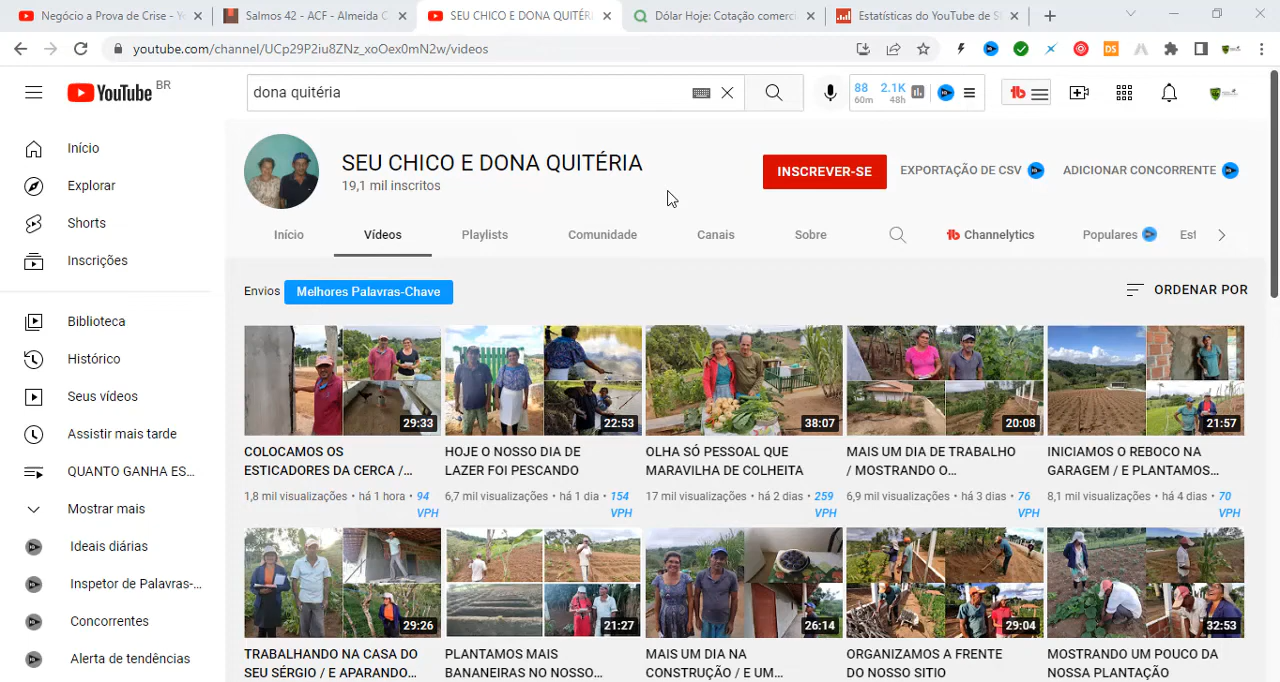 Negócio a Prova de Crise - Yo
Salmos 42 - ACF - Almeida C
SEU CHICO E DONA QUITÉRI
Dólar Hoje: Cotação comerci
Estatísticas do YouTube de S
youtube.com/channel/UCp29P2iu8ZNz_xoOex0mN2w/videos
DS
YouTube BR
dona quitéria
88 60m
2.1K 48h
tb
Início
Explorar
Shorts
Inscrições
Biblioteca
Histórico
Seus vídeos
Assistir mais tarde
QUANTO GANHA ES...
Mostrar mais
Ideais diárias
Inspetor de Palavras-...
Concorrentes
Alerta de tendências
SEU CHICO E DONA QUITÉRIA
19,1 mil inscritos
INSCREVER-SE
EXPORTAÇÃO DE CSV
ADICIONAR CONCORRENTE
Início
Vídeos
Playlists
Comunidade
Canais
Sobre
tb Channelytics
Populares
Est
Envios
Melhores Palavras-Chave
ORDENAR POR
29:33
COLOCAMOS OS
ESTICADORES DA CERCA /...
1,8 mil visualizações • há 1 hora • 94
VPH
22:53
HOJE O NOSSO DIA DE
LAZER FOI PESCANDO
6,7 mil visualizações • há 1 dia • 154
VPH
38:07
OLHA SÓ PESSOAL QUE
MARAVILHA DE COLHEITA
17 mil visualizações • há 2 dias • 259
VPH
20:08
MAIS UM DIA DE TRABALHO
/ MOSTRANDO O...
6,9 mil visualizações • há 3 dias • 76
VPH
21:57
INICIAMOS O REBOCO NA
GARAGEM / E PLANTAMOS...
8,1 mil visualizações • há 4 dias • 70
VPH
29:26
TRABALHANDO NA CASA DO
SEU SÉRGIO / E APARANDO...
21:27
PLANTAMOS MAIS
BANANEIRAS NO NOSSO...
26:14
MAIS UM DIA NA
CONSTRUÇÃO / E UM...
29:04
ORGANIZAMOS A FRENTE
DO NOSSO SITIO
32:53
MOSTRANDO UM POUCO DA
NOSSA PLANTAÇÃO